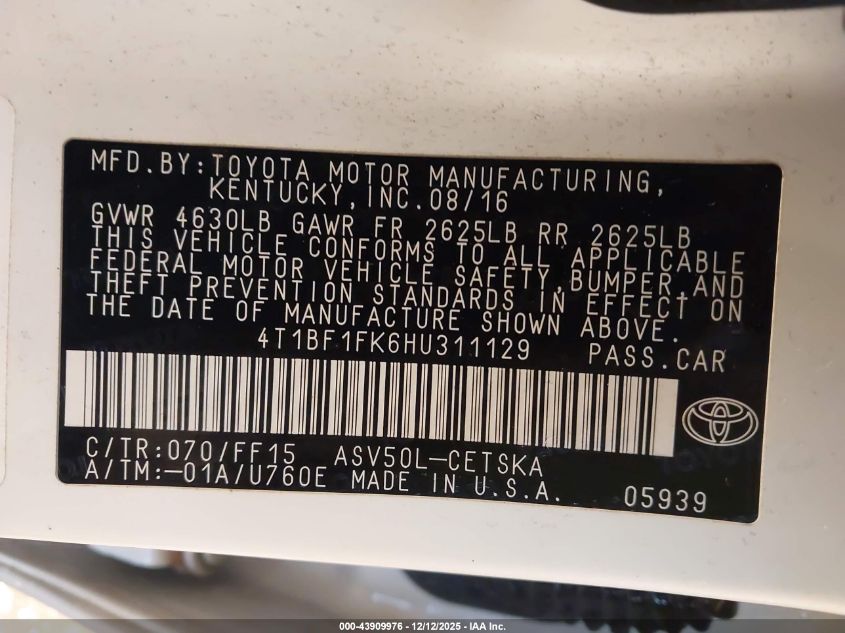 MFD.BY:TOYOTA MOTOR MANUFACTURING,
KENTUCKY,INC.08/16
GVWR 4630LB GAWR FR 2625LB RR 2625LB
THIS VEHICLE CONFORMS TO ALL APPLICABLE
FEDERAL MOTOR VEHICLE SAFETY,BUMPER,AND
THEFT PREVENTION STANDARDS IN EFFECT ON
THE DATE OF MANUFACTURE SHOWN ABOVE.
4T1BF1FK6HU311129 PASS.CAR
C/TR:070/FF15 ASV50L-CETSKA
A/TM:-01A/U760E MADE IN U.S.A. 05939
000-43909976 - 12/12/2025 - IAA Inc.